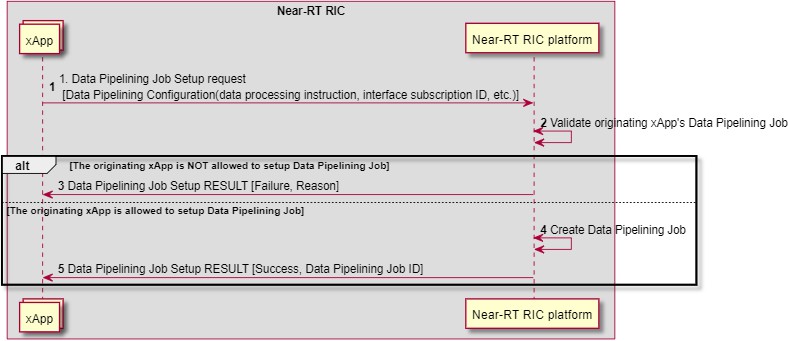 Near-RT RIC
xApp
Near-RT RIC platform
1. Data Pipelining Job Setup request
1 [Data Pipelining Configuration(data processing instruction, interface subscription ID, etc.)]
2 Validate originating xApp's Data Pipelining Job
alt [The originating xApp is NOT allowed to setup Data Pipelining Job]
3 Data Pipelining Job Setup RESULT [Failure, Reason]
[The originating xApp is allowed to setup Data Pipelining Job]
4 Create Data Pipelining Job
5 Data Pipelining Job Setup RESULT [Success, Data Pipelining Job ID]
xApp
Near-RT RIC platform